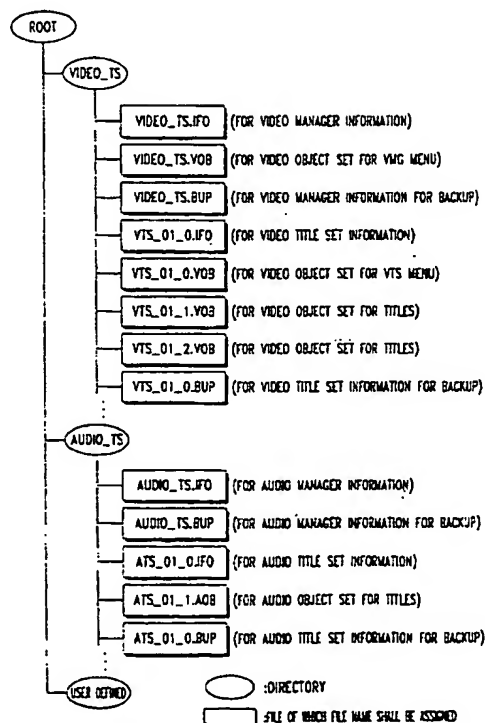 ROOT
VIDEO_TS
VIDEO_TS.IFO (FOR VIDEO MANAGER INFORMATION)
VIDEO_TS.VOB (FOR VIDEO OBJECT SET FOR VMG MENU)
VIDEO_TS.BUP (FOR VIDEO MANAGER INFORMATION FOR BACKUP)
VTS_01_0.IFO (FOR VIDEO TITLE SET INFORMATION)
VTS_01_0.VOB (FOR VIDEO OBJECT SET FOR VTS MENU)
VTS_01_1.VOB (FOR VIDEO OBJECT SET FOR TITLES)
VTS_01_2.VOB (FOR VIDEO OBJECT SET FOR TITLES)
VTS_01_0.BUP (FOR VIDEO TITLE SET INFORMATION FOR BACKUP)
AUDIO_TS
AUDIO_TS.IFO (FOR AUDIO MANAGER INFORMATION)
AUDIO_TS.BUP (FOR AUDIO MANAGER INFORMATION FOR BACKUP)
ATS_01_0.IFO (FOR AUDIO TITLE SET INFORMATION)
ATS_01_1.AOB (FOR AUDIO OBJECT SET FOR TITLES)
ATS_01_0.BUP (FOR AUDIO TITLE SET INFORMATION FOR BACKUP)
USER DEFINED
:DIRECTORY
:FILE OF WHICH FILE NAME SHALL BE ASSIGNED